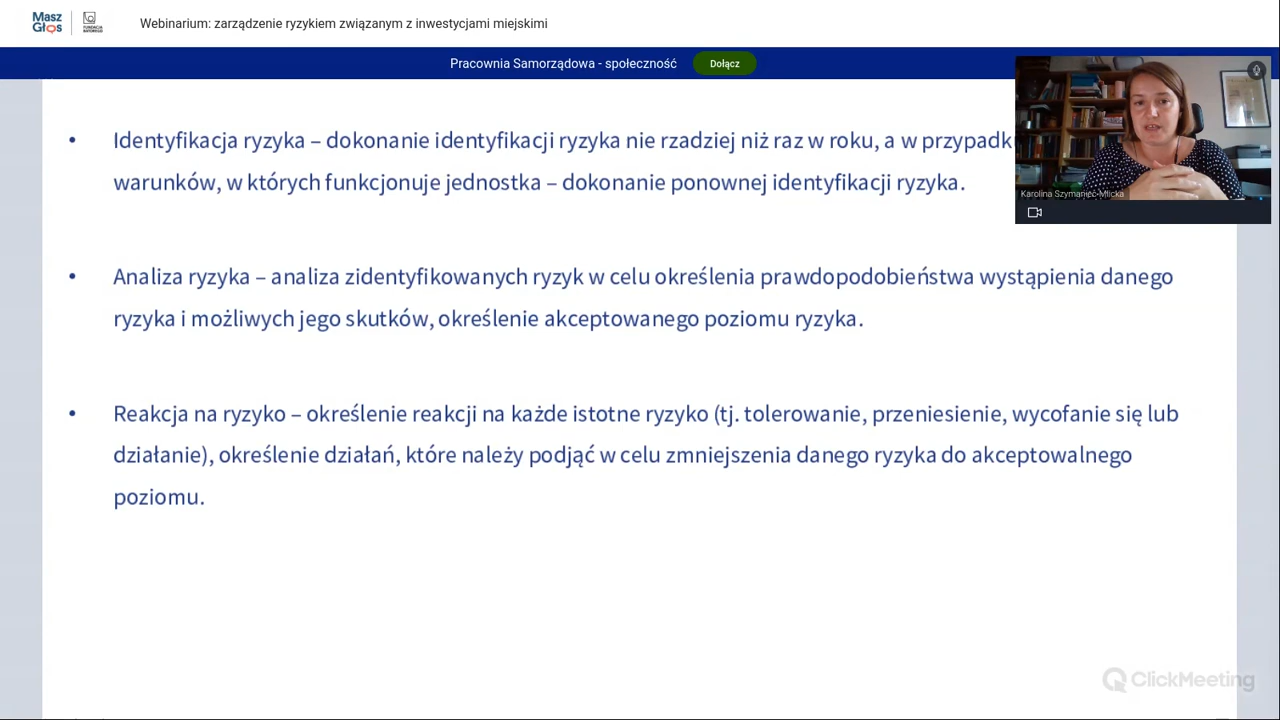 Masz
Głos
FUNDACJA
BATOREGO
Webinarium: zarządzenie ryzykiem związanym z inwestycjami miejskimi
Pracownia Samorządowa - społeczność
Dołącz
• Identyfikacja ryzyka – dokonanie identyfikacji ryzyka nie rzadziej niż raz w roku, a w przypadk
warunków, w których funkcjonuje jednostka – dokonanie ponownej identyfikacji ryzyka.
Karolina Szymaniec-Mlicka
• Analiza ryzyka – analiza zidentyfikowanych ryzyk w celu określenia prawdopodobieństwa wystąpienia danego
ryzyka i możliwych jego skutków, określenie akceptowanego poziomu ryzyka.
• Reakcja na ryzyko – określenie reakcji na każde istotne ryzyko (tj. tolerowanie, przeniesienie, wycofanie się lub
działanie), określenie działań, które należy podjąć w celu zmniejszenia danego ryzyka do akceptowalnego
poziomu.
ClickMeeting